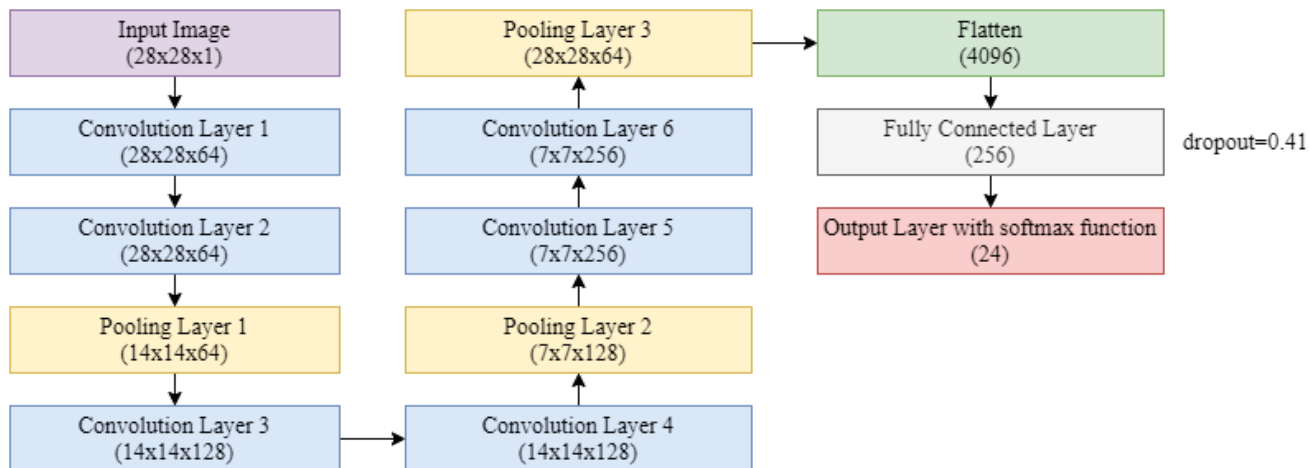 Input Image
(28x28x1)
Convolution Layer 1
(28x28x64)
Convolution Layer 2
(28x28x64)
Pooling Layer 1
(14x14x64)
Convolution Layer 3
(14x14x128)
Convolution Layer 4
(14x14x128)
Pooling Layer 2
(7x7x128)
Convolution Layer 5
(7x7x256)
Convolution Layer 6
(7x7x256)
Pooling Layer 3
(28x28x64)
Flatten
(4096)
Fully Connected Layer
(256)
dropout=0.41
Output Layer with softmax function
(24)